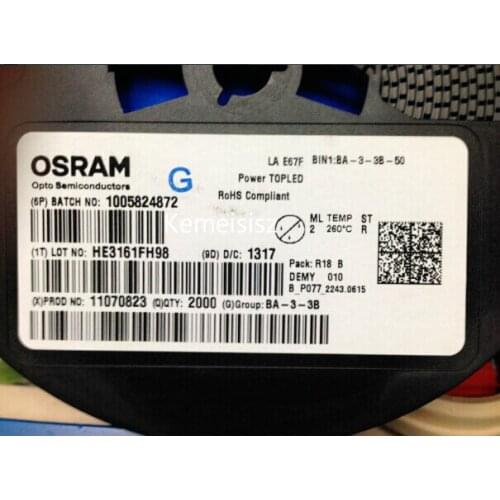 OSRAM
Opto Semiconductors
G
LA E67F BIN1:BA-3-3B-50
Power TOPLED
RoHS Compliant
(6P) BATCH NO: 1005824872
Kemeisisz
ML TEMP ST
2 260°C R
(1T) LOT NO: HE3161FH98 (9D) D/C: 1317
Pack: R18 B
DEMY 010
B_P077_2243.0615
(X)PROD NO: 11070823 (Q)QTY: 2000 (G)Group: BA-3-3B